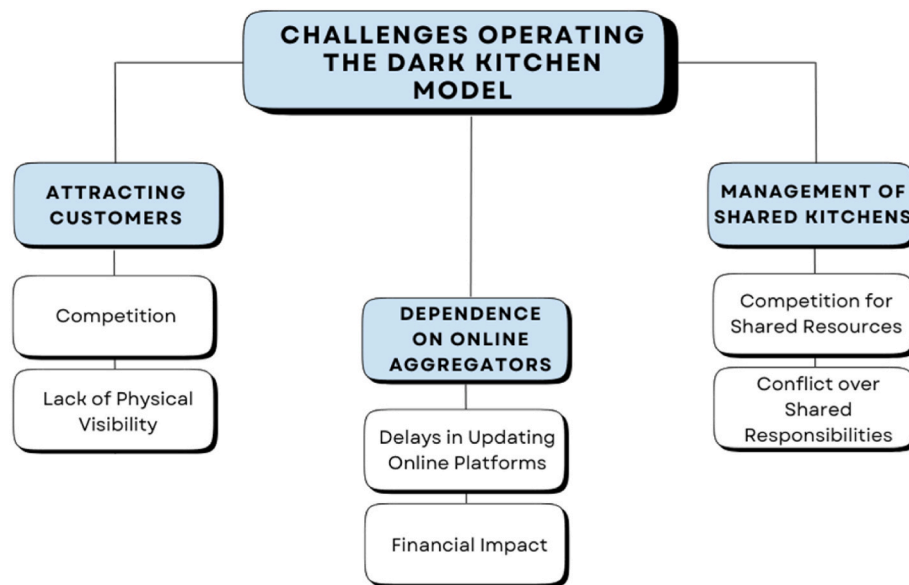 CHALLENGES OPERATING
THE DARK KITCHEN
MODEL
ATTRACTING
CUSTOMERS
Competition
Lack of Physical
Visibility
DEPENDENCE
ON ONLINE
AGGREGATORS
Delays in Updating
Online Platforms
Financial Impact
MANAGEMENT OF
SHARED KITCHENS
Competition for
Shared Resources
Conflict over
Shared
Responsibilities